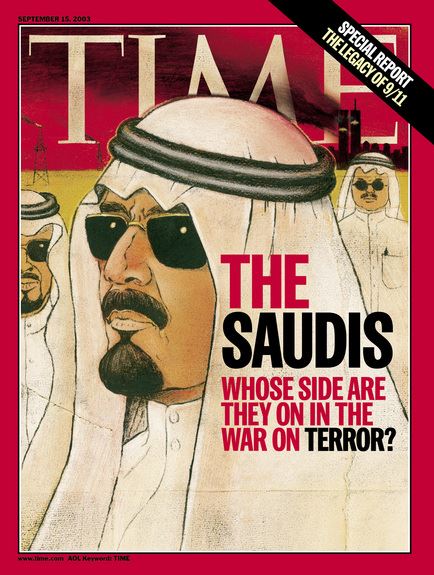 SEPTEMBER 15, 2003
TIME
SPECIAL REPORT
THE LEGACY OF 9/11
THE
SAUDIS
WHOSE SIDE ARE
THEY ON IN THE
WAR ON TERROR?
www.time.com AOL Keyword: TIME